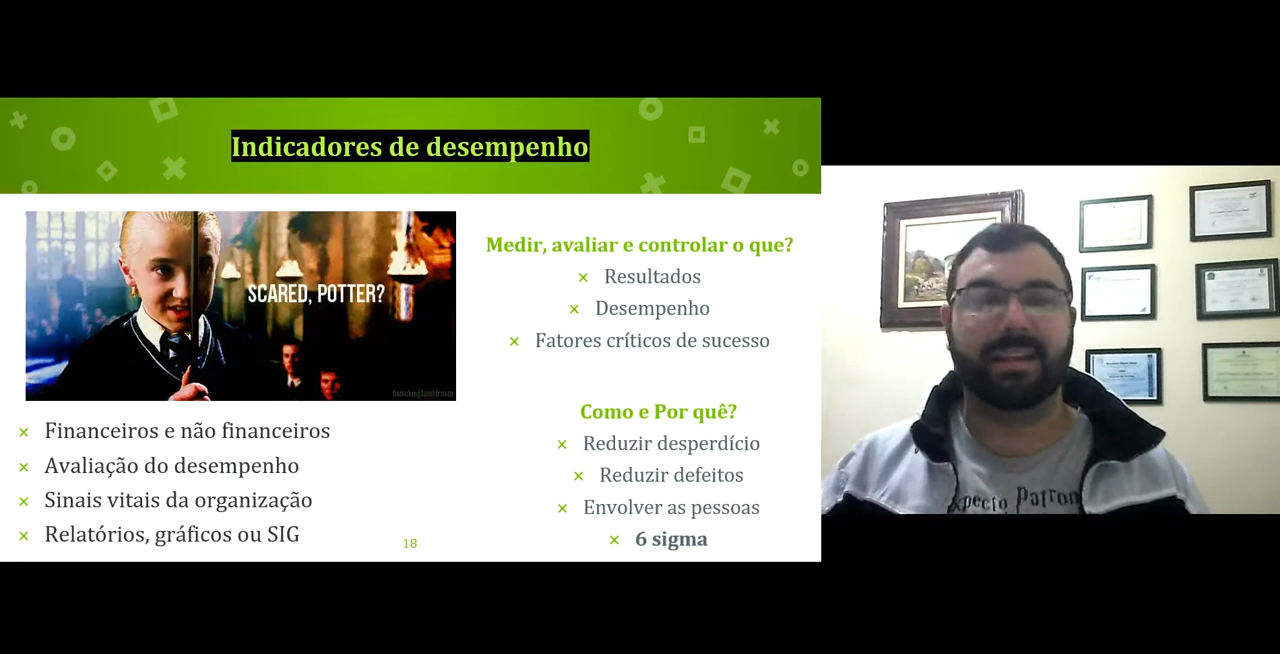 Indicadores de desempenho
SCARED, POTTER?
× Financeiros e não financeiros
× Avaliação do desempenho
× Sinais vitais da organização
× Relatórios, gráficos ou SIG
18
Medir, avaliar e controlar o que?
× Resultados
× Desempenho
× Fatores críticos de sucesso
Como e Por quê?
× Reduzir desperdício
× Reduzir defeitos
× Envolver as pessoas
× 6 sigma
xpecto Patron